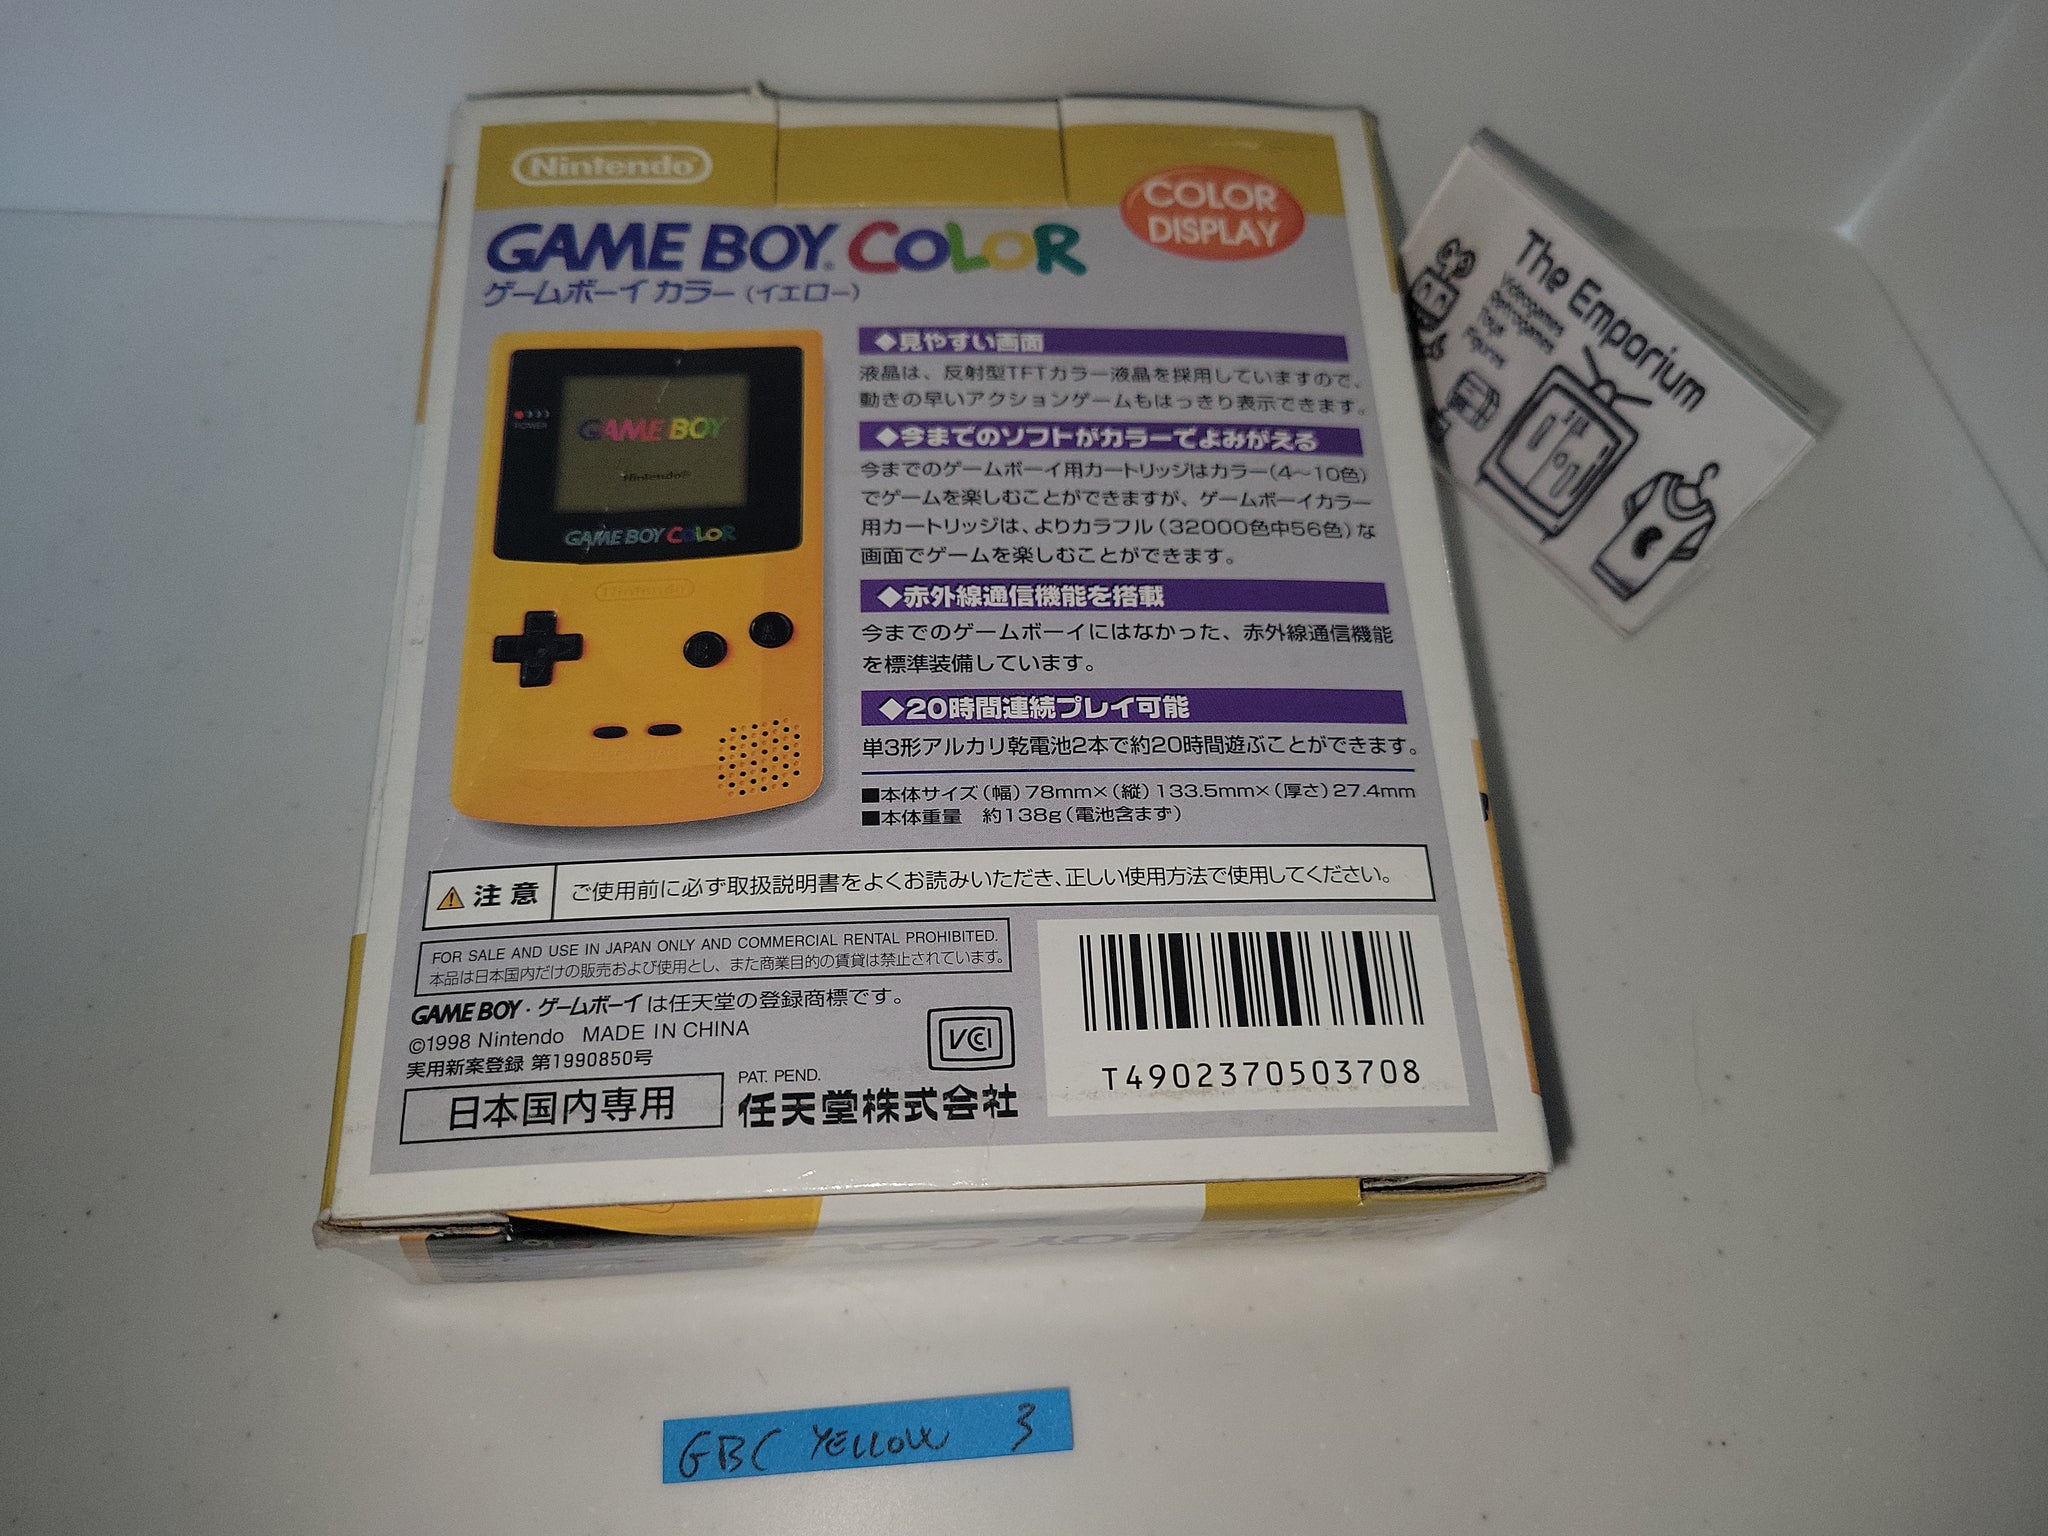 Nintendo
COLOR
DISPLAY
GAME BOY COLOR
ゲームボーイ カラー (イエロー)
POWER
GAME BOY
Nintendo
GAME BOY COLOR
Nintendo
◆見やすい画面
液晶は、反射型TFTカラー液晶を採用していますので、
動きの早いアクションゲームもはっきり表示できます。
◆今までのソフトがカラーでよみがえる
今までのゲームボーイ用カートリッジはカラー(4〜10色)
でゲームを楽しむことができますが、ゲームボーイカラー
用カートリッジは、よりカラフル(32000色中56色)な
画面でゲームを楽しむことができます。
◆赤外線通信機能を搭載
今までのゲームボーイにはなかった、赤外線通信機能
を標準装備しています。
◆20時間連続プレイ可能
単3形アルカリ乾電池2本で約20時間遊ぶことができます。
■本体サイズ(幅)78mm×(縦)133.5mm×(厚さ)27.4mm
■本体重量 約138g(電池含まず)
注意 ご使用前に必ず取扱説明書をよくお読みいただき、正しい使用方法で使用してください。
FOR SALE AND USE IN JAPAN ONLY AND COMMERCIAL RENTAL PROHIBITED.
本品は日本国内だけの販売および使用とし、また商業目的の賃貸は禁止されています。
GAME BOY・ゲームボーイは任天堂の登録商標です。
©1998 Nintendo MADE IN CHINA
実用新案登録 第1990850号
VCI
日本国内専用
PAT. PEND.
任天堂株式会社
T4902370503708
The Emporium
Videogames
Retrogames
Toys
Figures
GBC YELLOW 3